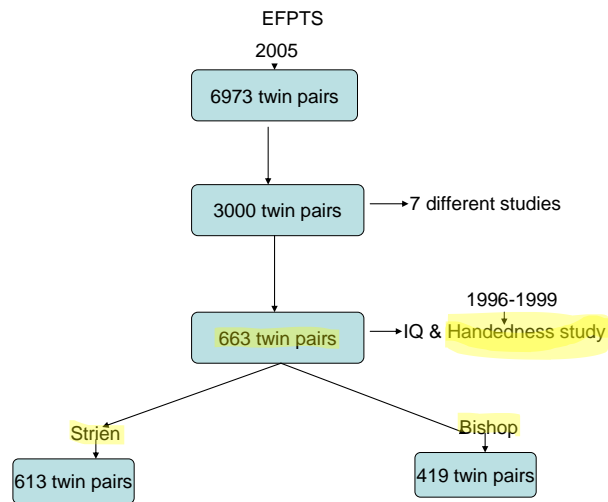 EFPTS
2005
6973 twin pairs
3000 twin pairs
7 different studies
1996-1999
663 twin pairs
IQ & Handedness study
Strien
Bishop
613 twin pairs
419 twin pairs